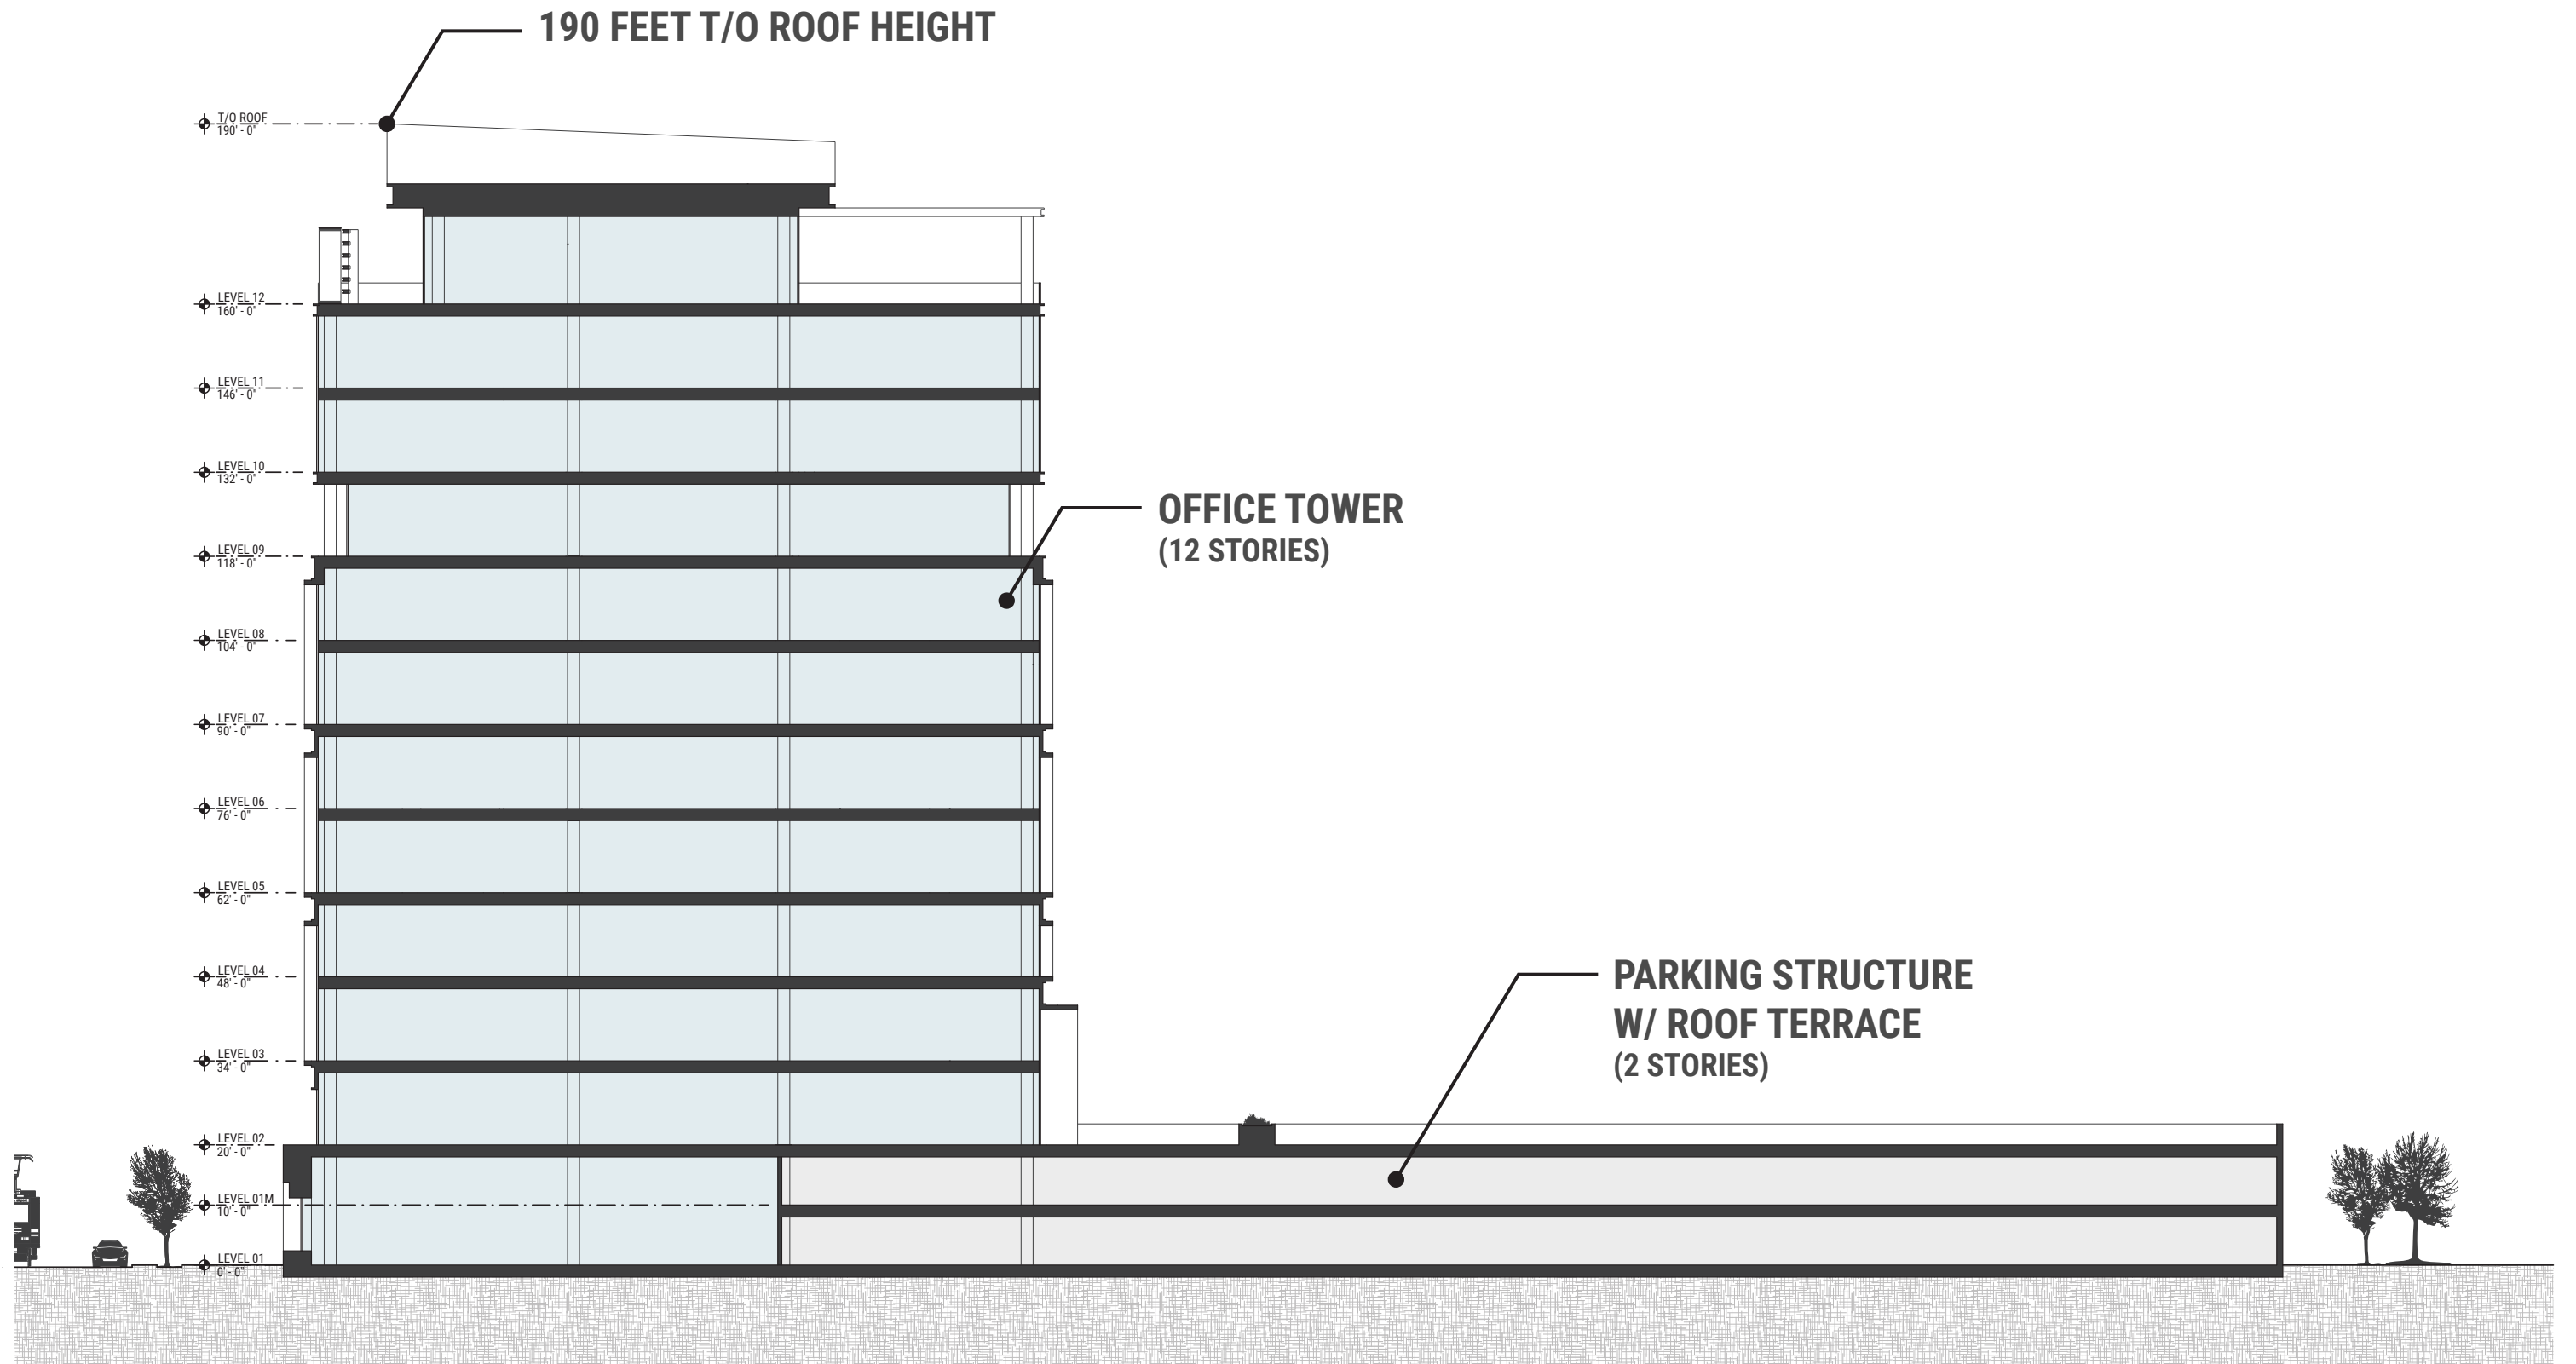 190 FEET T/O ROOF HEIGHT
T/O ROOF
190' - 0"
LEVEL 12
160' - 0"
LEVEL 11
146' - 0"
LEVEL 10
132' - 0"
OFFICE TOWER
(12 STORIES)
LEVEL 09
118' - 0"
LEVEL 08
104' - 0"
LEVEL 07
90' - 0"
LEVEL 06
76' - 0"
LEVEL 05
62' - 0"
LEVEL 04
48' - 0"
PARKING STRUCTURE
W/ ROOF TERRACE
(2 STORIES)
LEVEL 03
34' - 0"
LEVEL 02
20' - 0"
LEVEL 01M
10' - 0"
LEVEL 01
0' - 0"